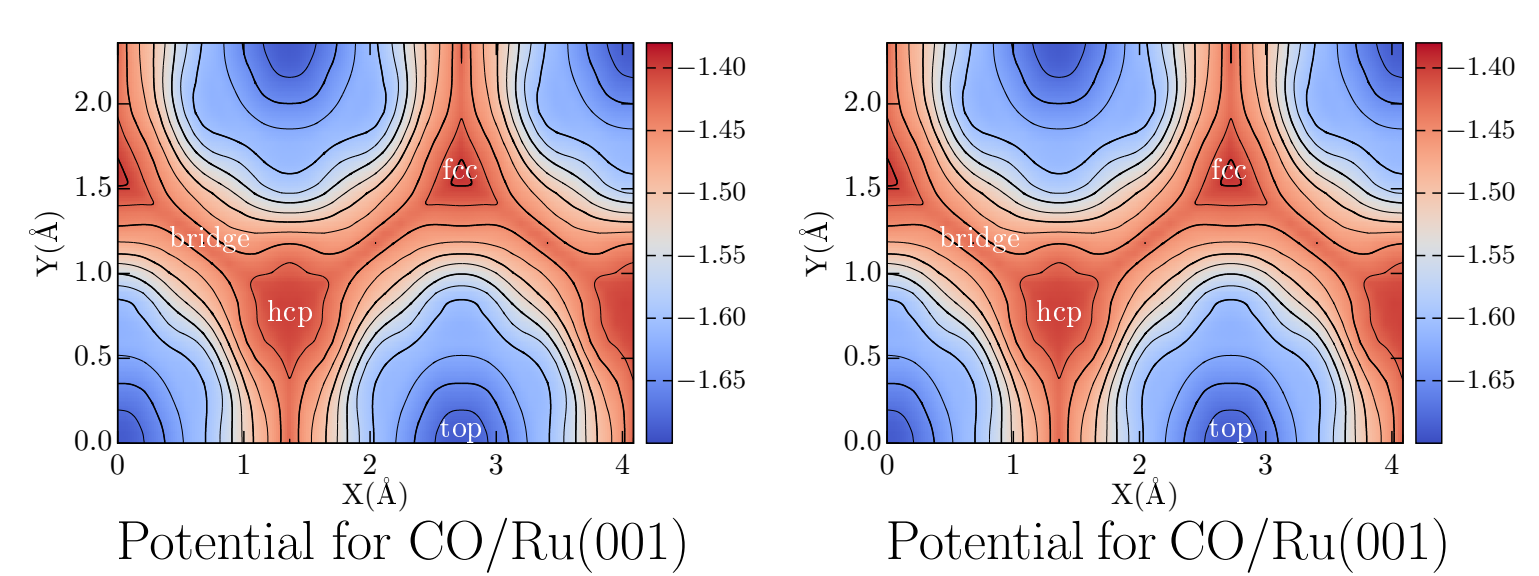 2.0
1.5
1.0
0.5
0.0
Y(Å)
fcc
bridge
hcp
top
0 1 2 3 4
X(Å)
−1.40
−1.45
−1.50
−1.55
−1.60
−1.65
Potential for CO/Ru(001)
2.0
1.5
1.0
0.5
0.0
Y(Å)
fcc
bridge
hcp
top
0 1 2 3 4
X(Å)
−1.40
−1.45
−1.50
−1.55
−1.60
−1.65
Potential for CO/Ru(001)